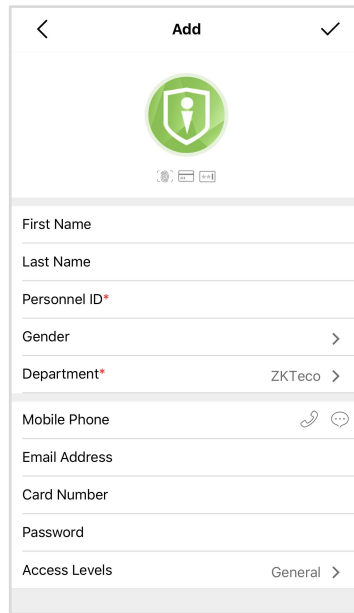 Add
First Name
Last Name
Personnel ID*
Gender
Department* ZKTeco
Mobile Phone
Email Address
Card Number
Password
Access Levels General